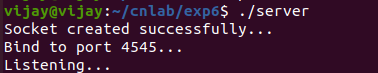 vijay@vijay:~/cnlab/exp6$ ./server
Socket created successfully...
Bind to port 4545...
Listening...